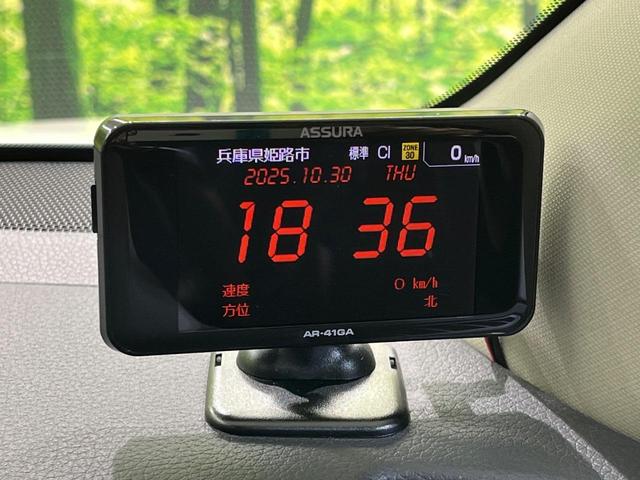 ASSURA
兵庫県姫路市 標準 CI ZONE 30 0 km/h
2025.10.30 THU
18 36
速度 0 km/h
方位 北
AR-41GA